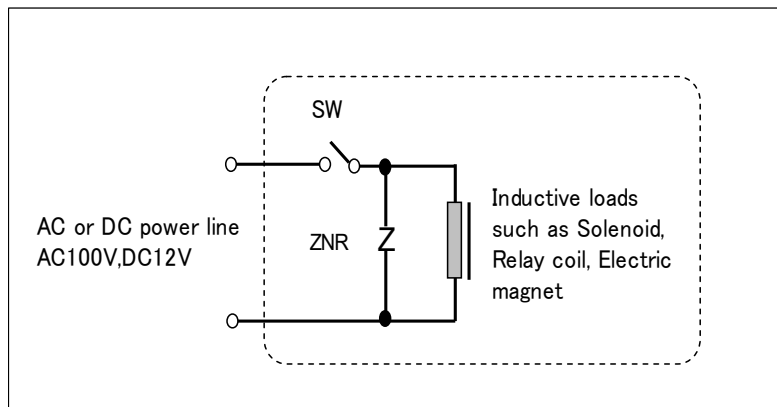 SW
AC or DC power line
AC100V,DC12V
ZNR
Z
Inductive loads
such as Solenoid,
Relay coil, Electric
magnet